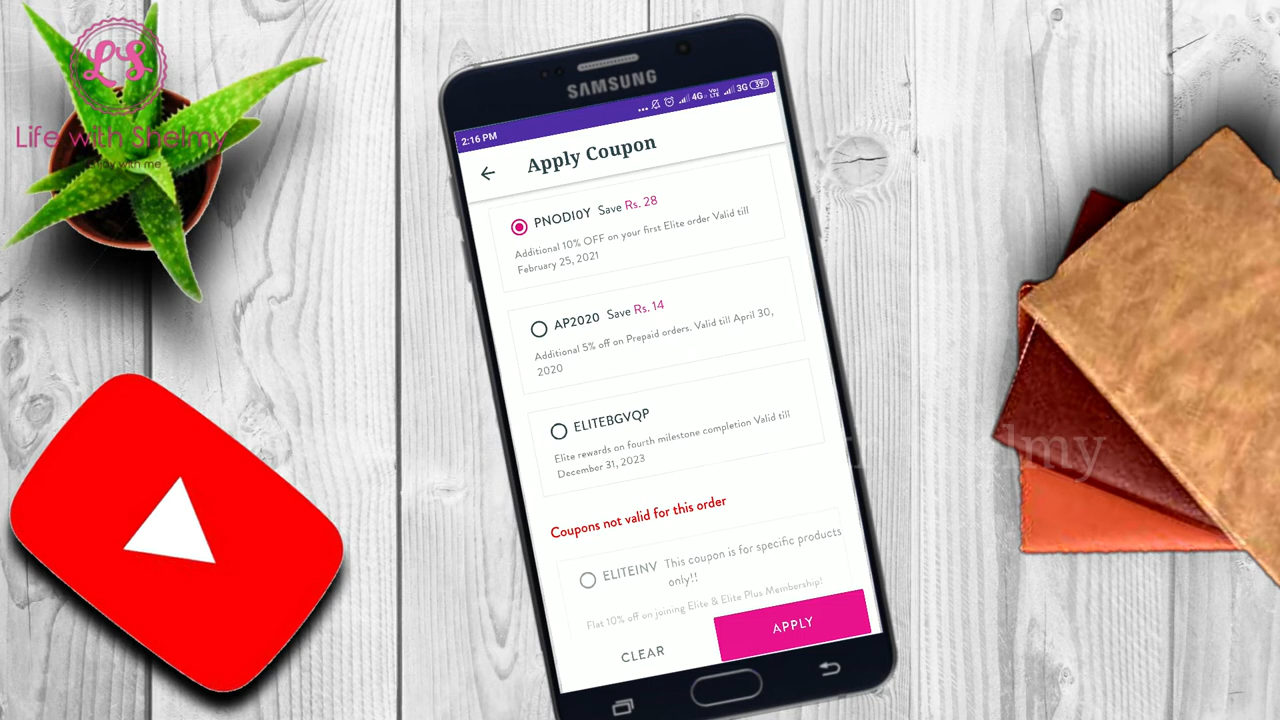 LS
Life with Shelmy
SAMSUNG
2:16 PM
4G
3G
39
Apply Coupon
PNODI0Y Save Rs. 28
Additional 10% OFF on your first Elite order Valid till
February 25, 2021
AP2020 Save Rs. 14
Additional 5% off on Prepaid orders. Valid till April 30,
2020
ELITEBGVQP
Elite rewards on fourth milestone completion Valid till
December 31, 2023
Coupons not valid for this order
ELITEINV This coupon is for specific products
only!!
Flat 10% off on joining Elite & Elite Plus Membership!
CLEAR
APPLY